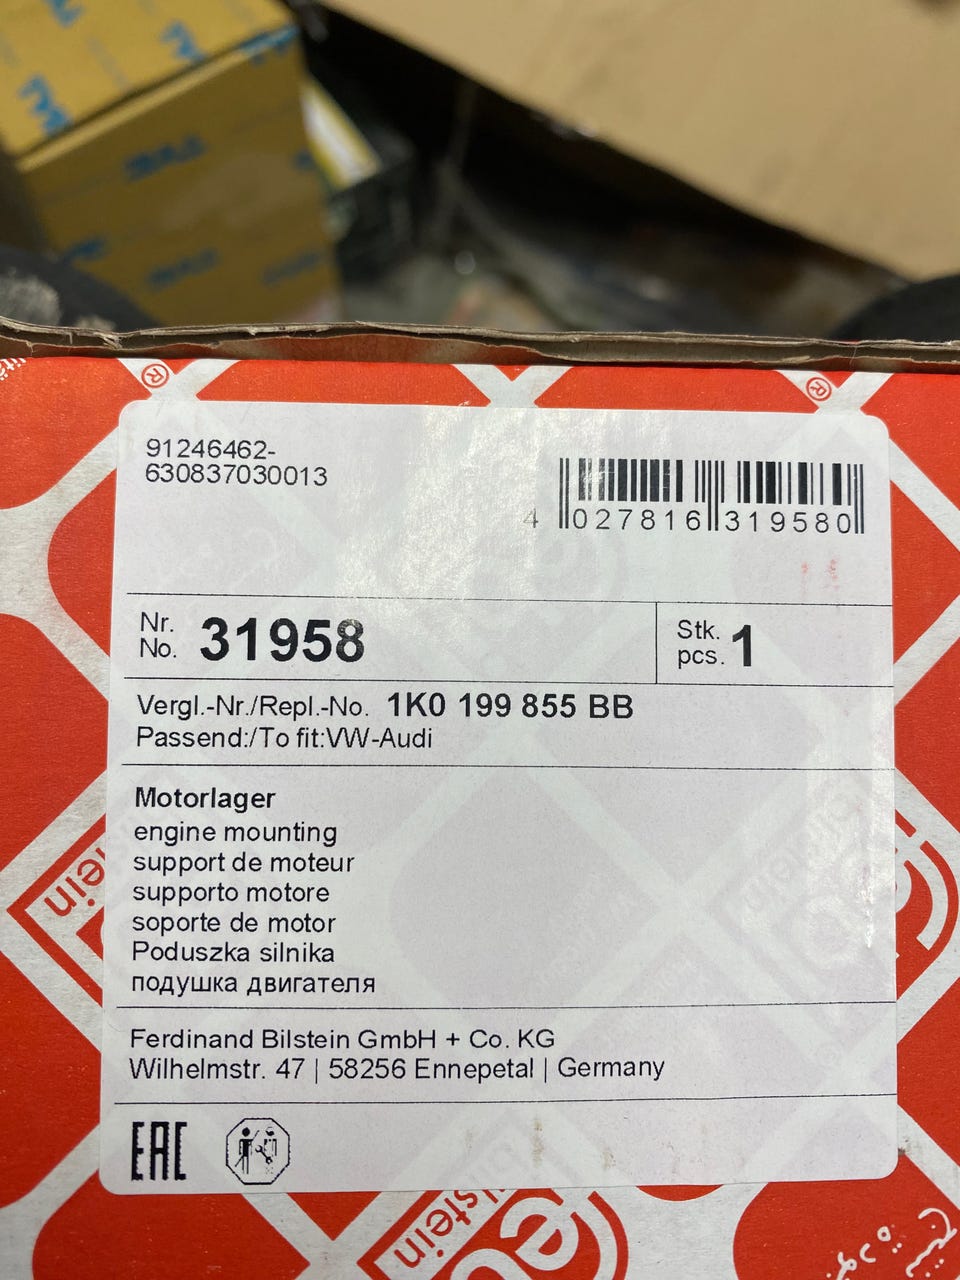 91246462-
630837030013
4 027816 319580
Nr.
No. 31958
Stk.
pcs. 1
Vergl.-Nr./Repl.-No. 1K0 199 855 BB
Passend:/To fit:VW-Audi
Motorlager
engine mounting
support de moteur
supporto motore
soporte de motor
Poduszka silnika
подушка двигателя
Ferdinand Bilstein GmbH + Co. KG
Wilhelmstr. 47 | 58256 Ennepetal | Germany
EAC
bilstein